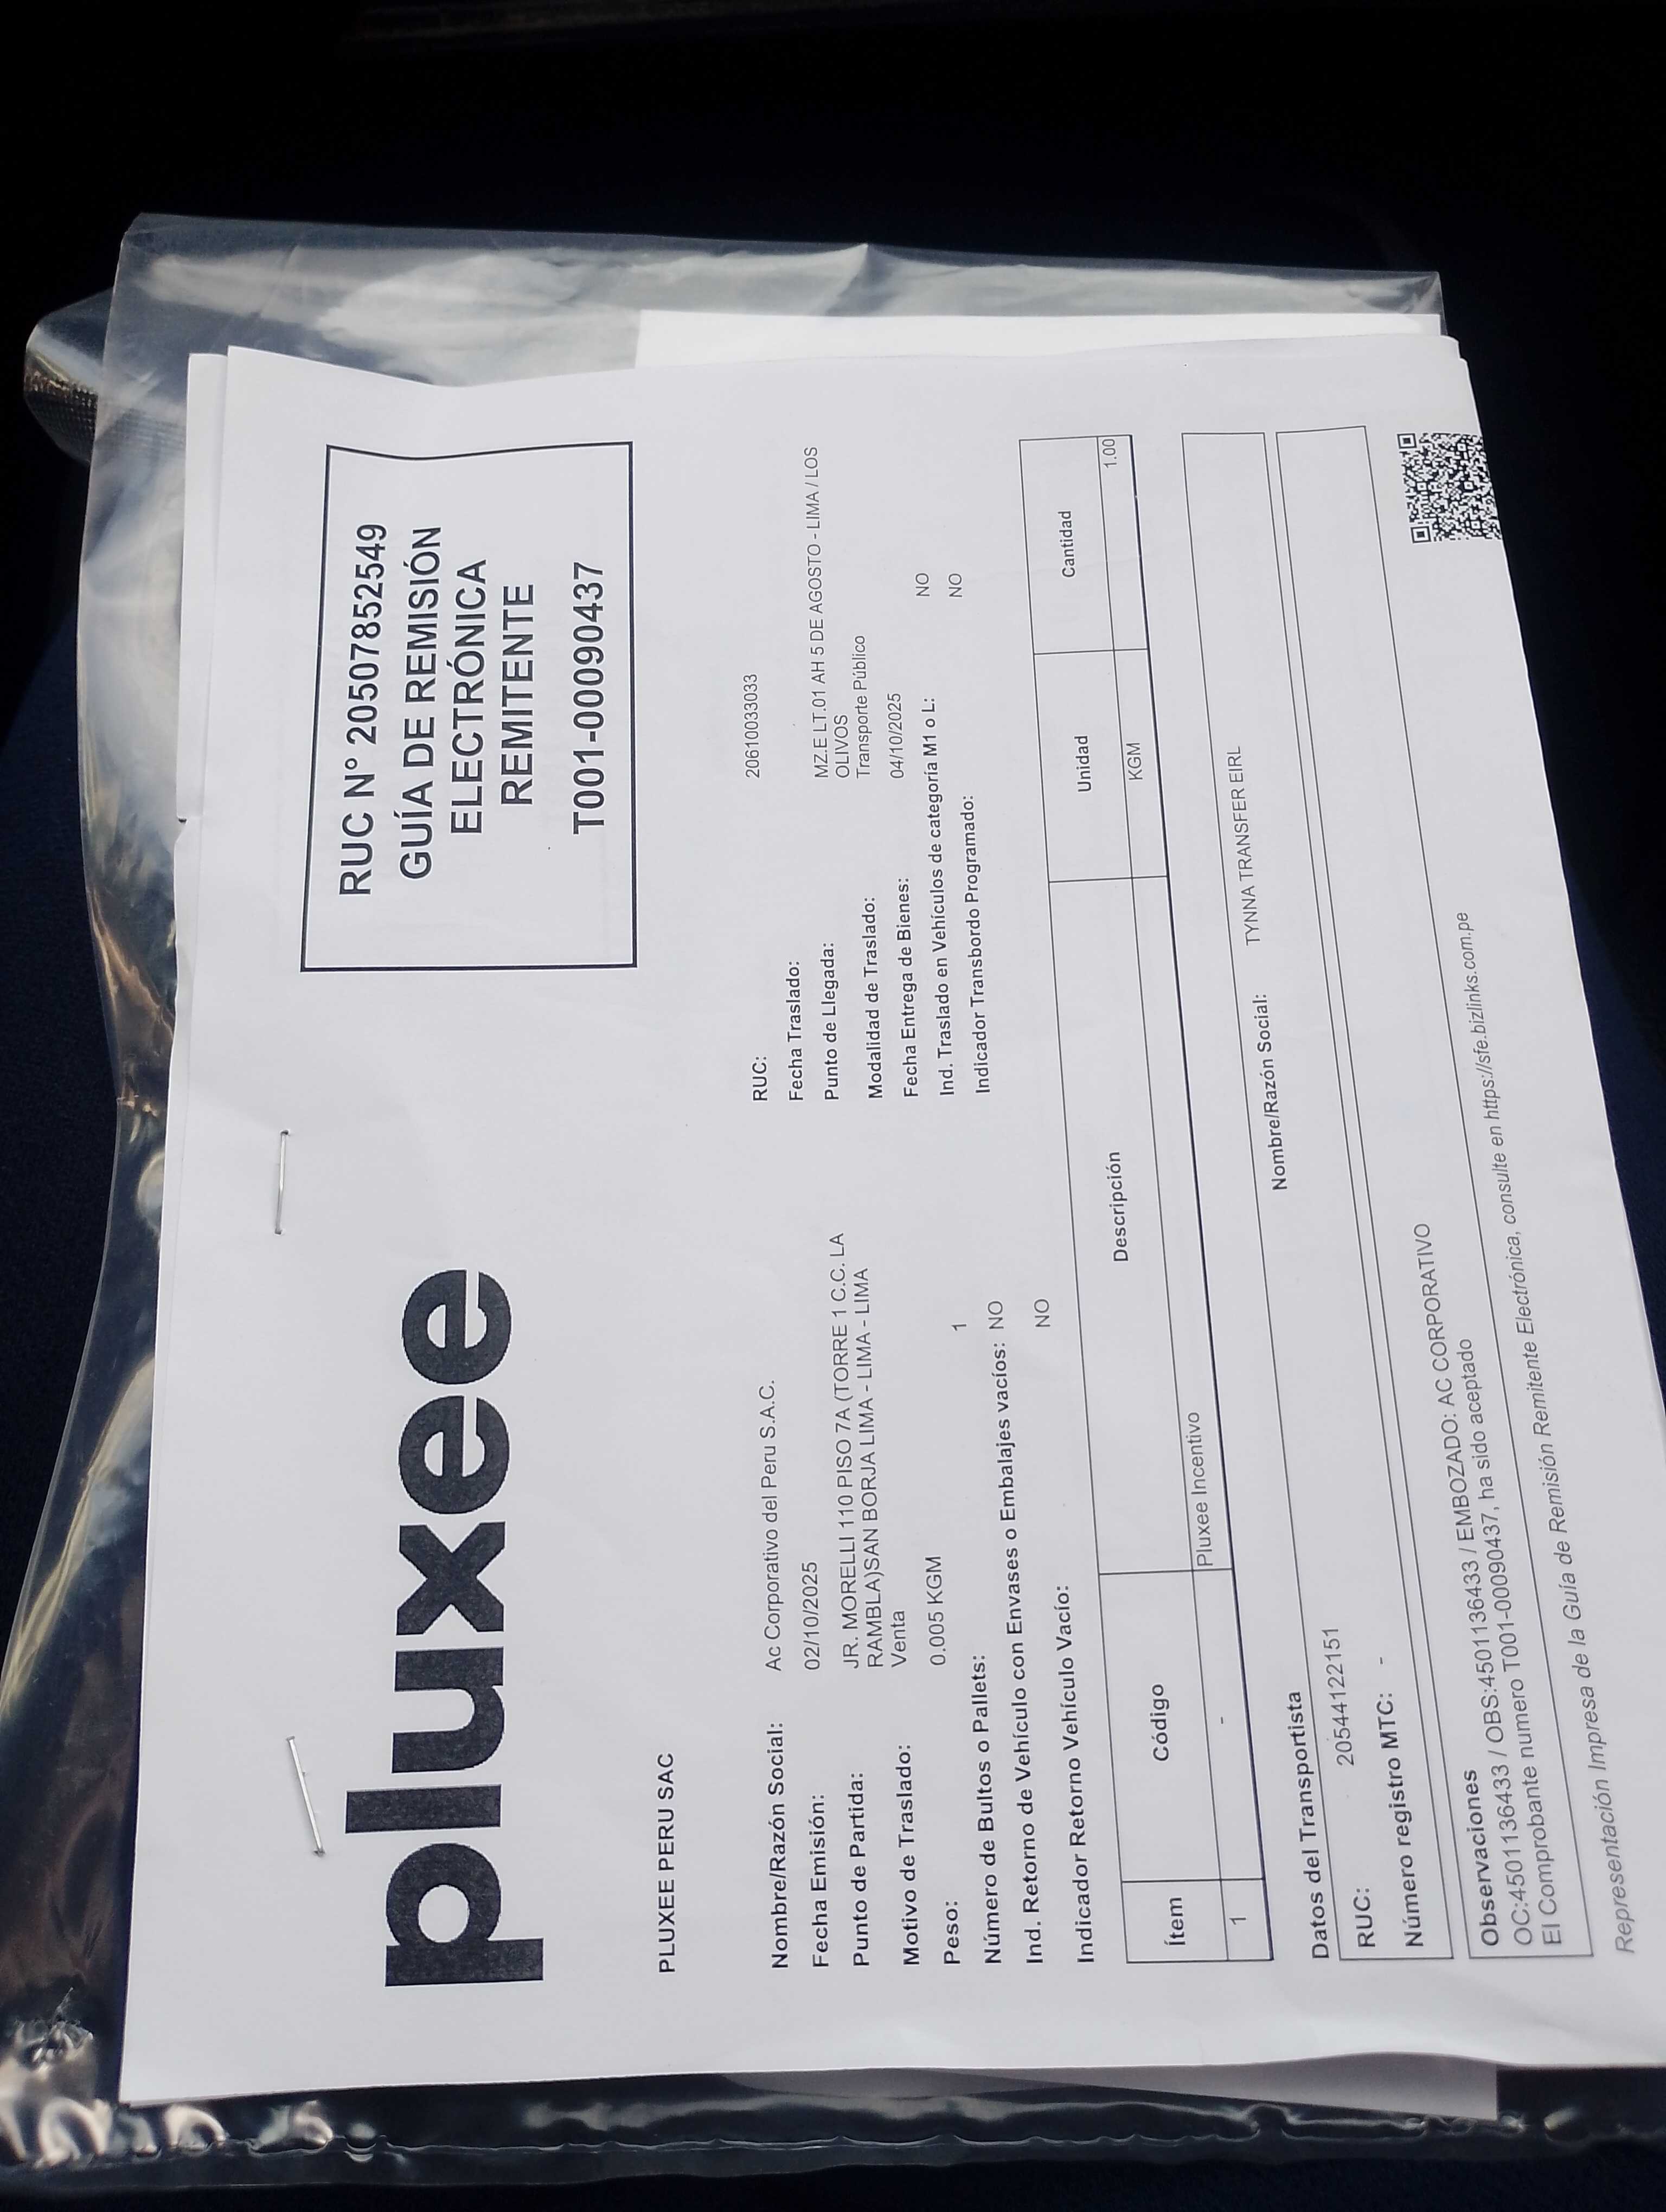 pluxee
RUC N° 20507852549
GUÍA DE REMISIÓN
ELECTRÓNICA
REMITENTE
T001-00090437
PLUXEE PERU SAC
Nombre/Razón Social: Ac Corporativo del Peru S.A.C.
RUC: 20610033033
Fecha Emisión: 02/10/2025
Fecha Traslado:
Punto de Partida: JR. MORELLI 110 PISO 7A (TORRE 1 C.C. LA
RAMBLA)SAN BORJA LIMA - LIMA - LIMA
Punto de Llegada: MZ.E LT.01 AH 5 DE AGOSTO - LIMA / LOS
OLIVOS
Motivo de Traslado: Venta
Modalidad de Traslado: Transporte Público
Peso: 0.005 KGM
Fecha Entrega de Bienes: 04/10/2025
Número de Bultos o Pallets: 1
Ind. Traslado en Vehículos de categoría M1 o L: NO
Ind. Retorno de Vehículo con Envases o Embalajes vacíos: NO
Indicador Transbordo Programado: NO
Indicador Retorno Vehículo Vacío: NO
Ítem Código Descripción Unidad Cantidad
1 - Pluxee Incentivo KGM 1.00
Datos del Transportista
RUC: 20544122151 Nombre/Razón Social: TYNNA TRANSFER EIRL
Número registro MTC: -
Observaciones
OC:4501136433 / OBS:4501136433 / EMBOZADO: AC CORPORATIVO
El Comprobante numero T001-00090437, ha sido aceptado
Representación Impresa de la Guía de Remisión Remitente Electrónica, consulte en https://sfe.bizlinks.com.pe